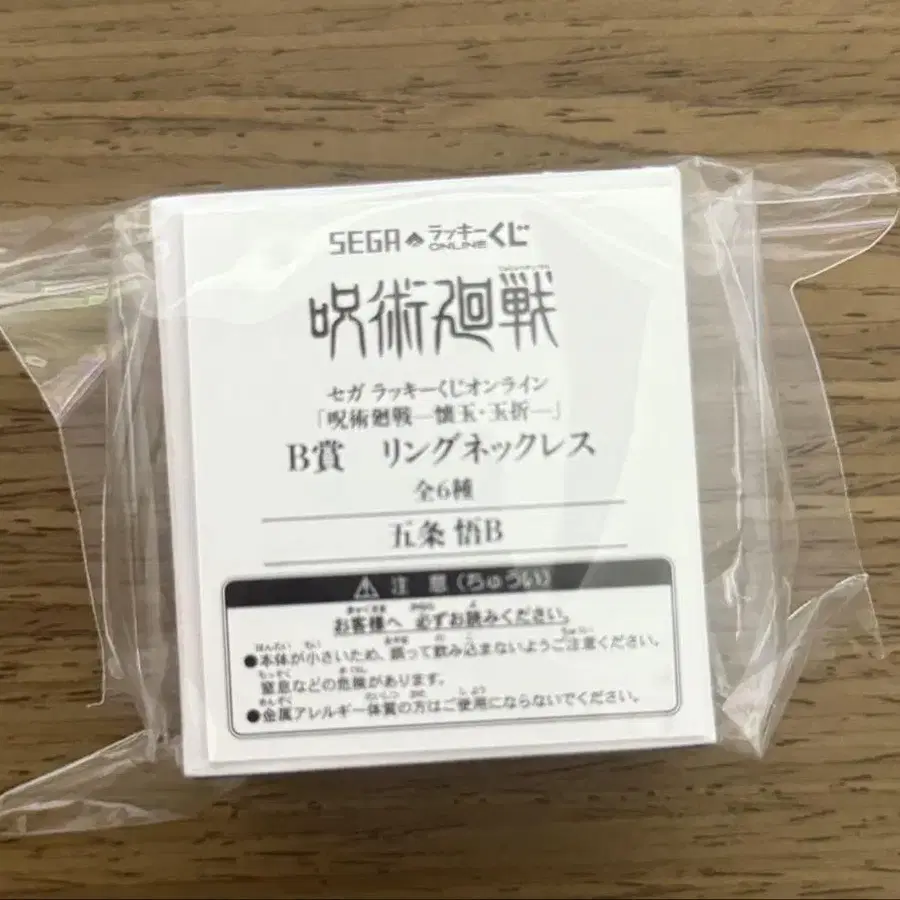 SEGA ラッキーくじ ONLINE
呪術廻戦
セガ ラッキーくじオンライン
「呪術廻戦―懐玉・玉折―」
B賞 リングネックレス
全6種
五条 悟B
注 意(ちゅうい)
お客様へ 必ずお読みください。
●本体が小さいため、誤って飲み込まないようご注意ください。
窒息などの危険があります。
●金属アレルギー体質の方はご使用にならないでください。